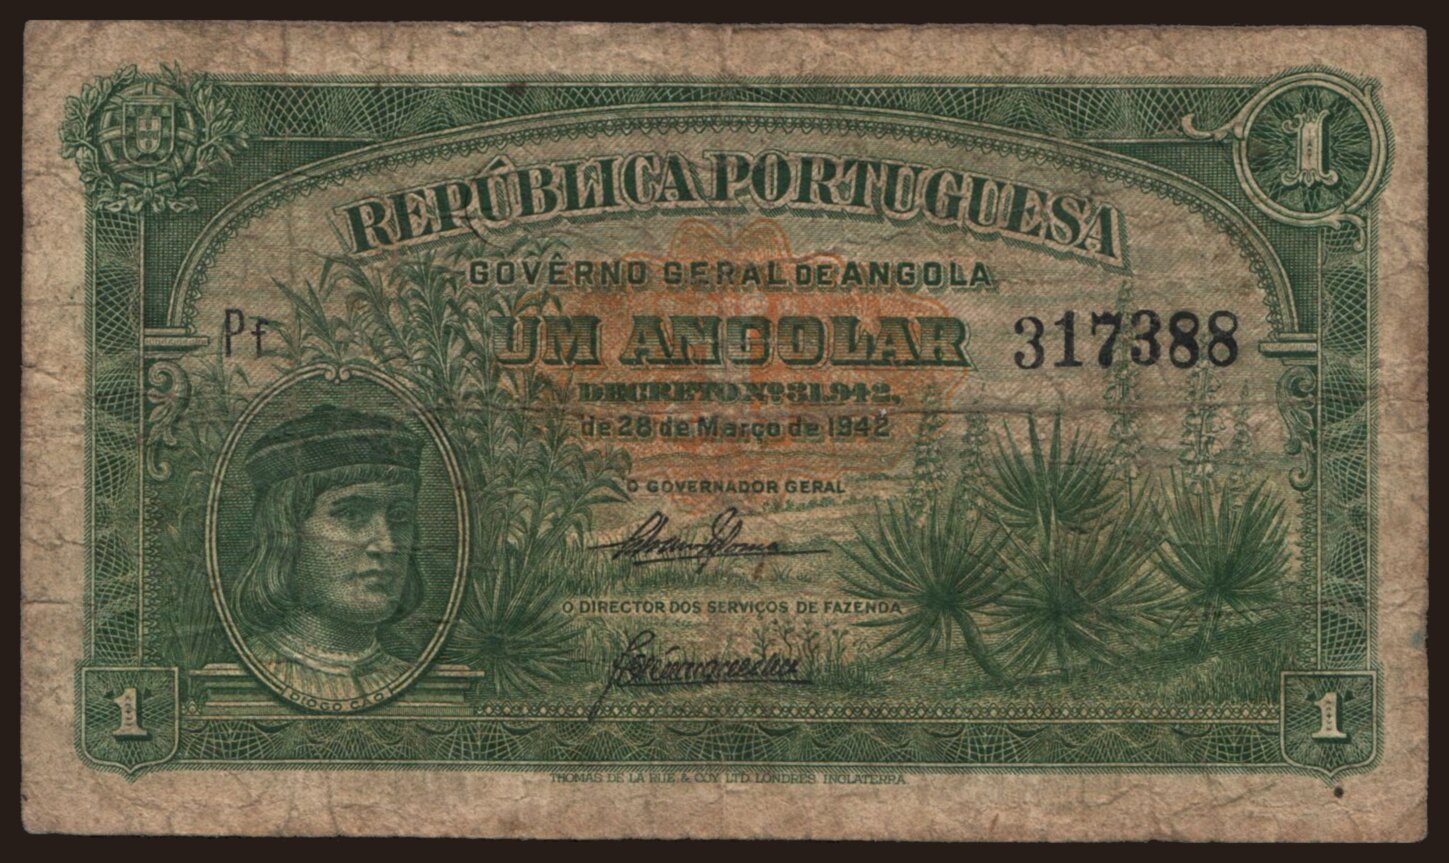 1
REPÚBLICA PORTUGUESA
GOVÊRNO GERAL DE ANGOLA
UM ANGOLAR
PE 317388
DECRETO Nº 31.942,
de 28 de Março de 1942
O GOVERNADOR GERAL
O DIRECTOR DOS SERVIÇOS DE FAZENDA
DIOGO CAO
1
1
THOMAS DE LA RUE & COY. LTD. LONDRES, INGLATERRA